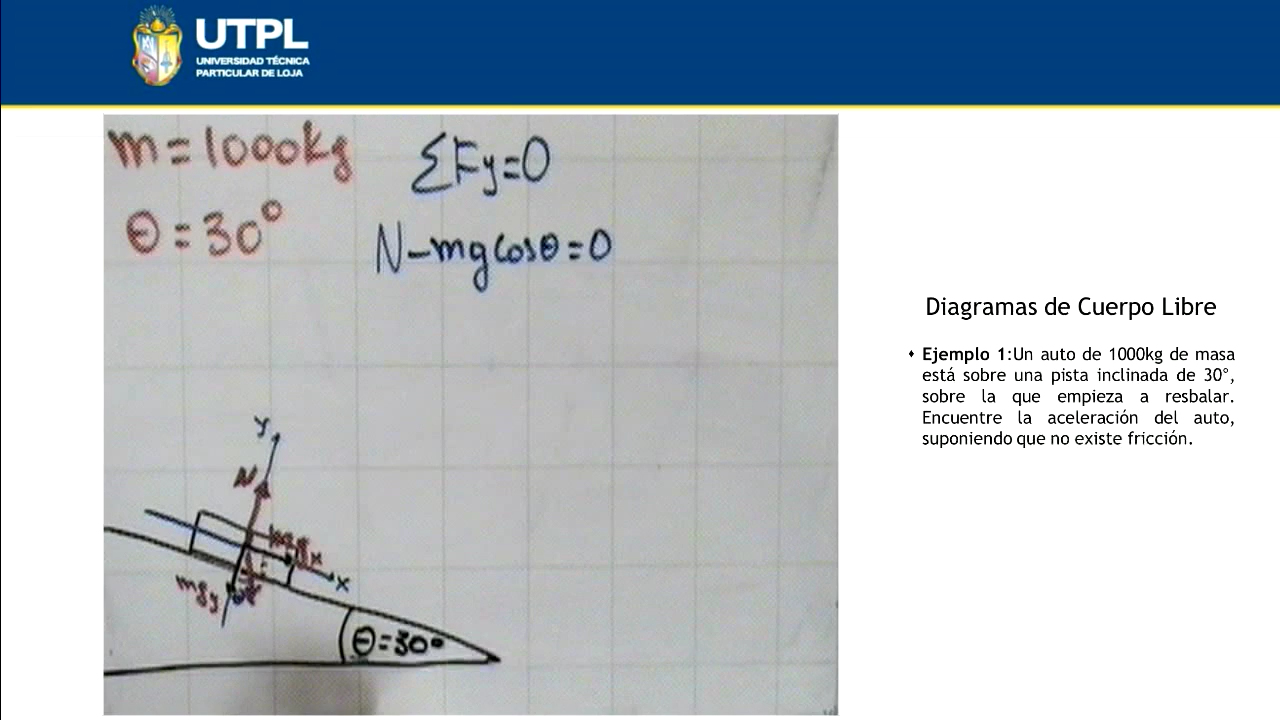 UTPL
UNIVERSIDAD TÉCNICA
PARTICULAR DE LOJA
m = 1000kg
θ = 30°
ΣFy=0
N-mgcosθ=0
y
N
mgx
x
mgy
θ=30°
Diagramas de Cuerpo Libre
Ejemplo 1:Un auto de 1000kg de masa
está sobre una pista inclinada de 30°,
sobre la que empieza a resbalar.
Encuentre la aceleración del auto,
suponiendo que no existe fricción.